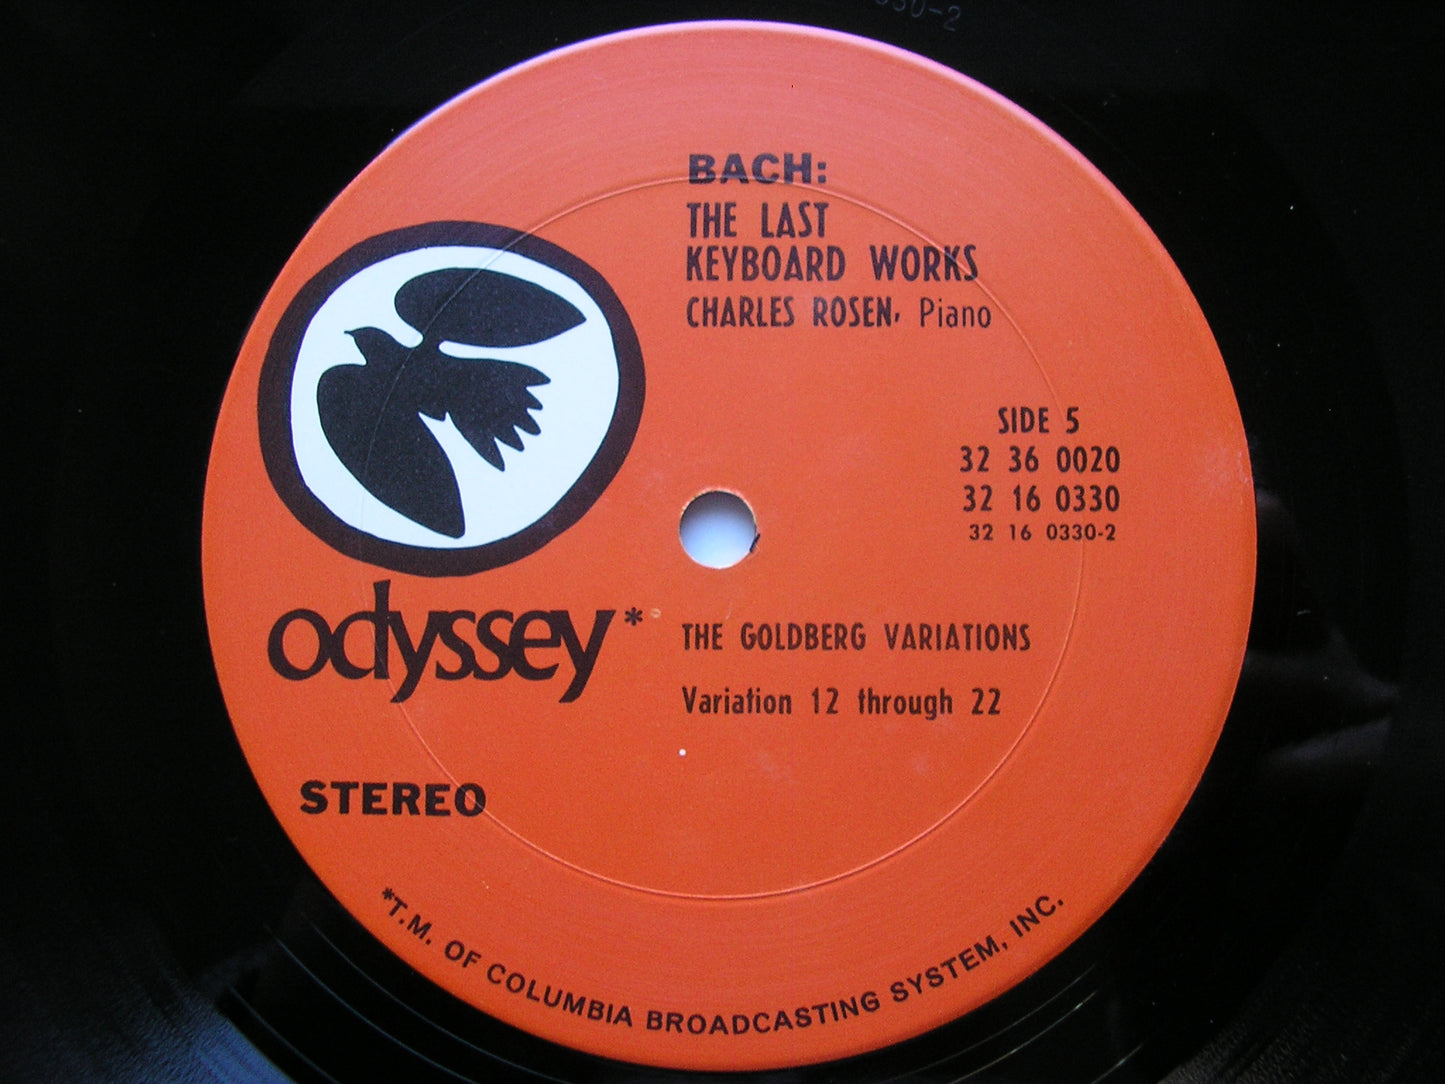 BACH:
THE LAST
KEYBOARD WORKS
CHARLES ROSEN, Piano
SIDE 5
32 36 0020
32 16 0330
32 16 0330-2
odyssey*
THE GOLDBERG VARIATIONS
Variation 12 through 22
STEREO
*T.M. OF COLUMBIA BROADCASTING SYSTEM, INC.